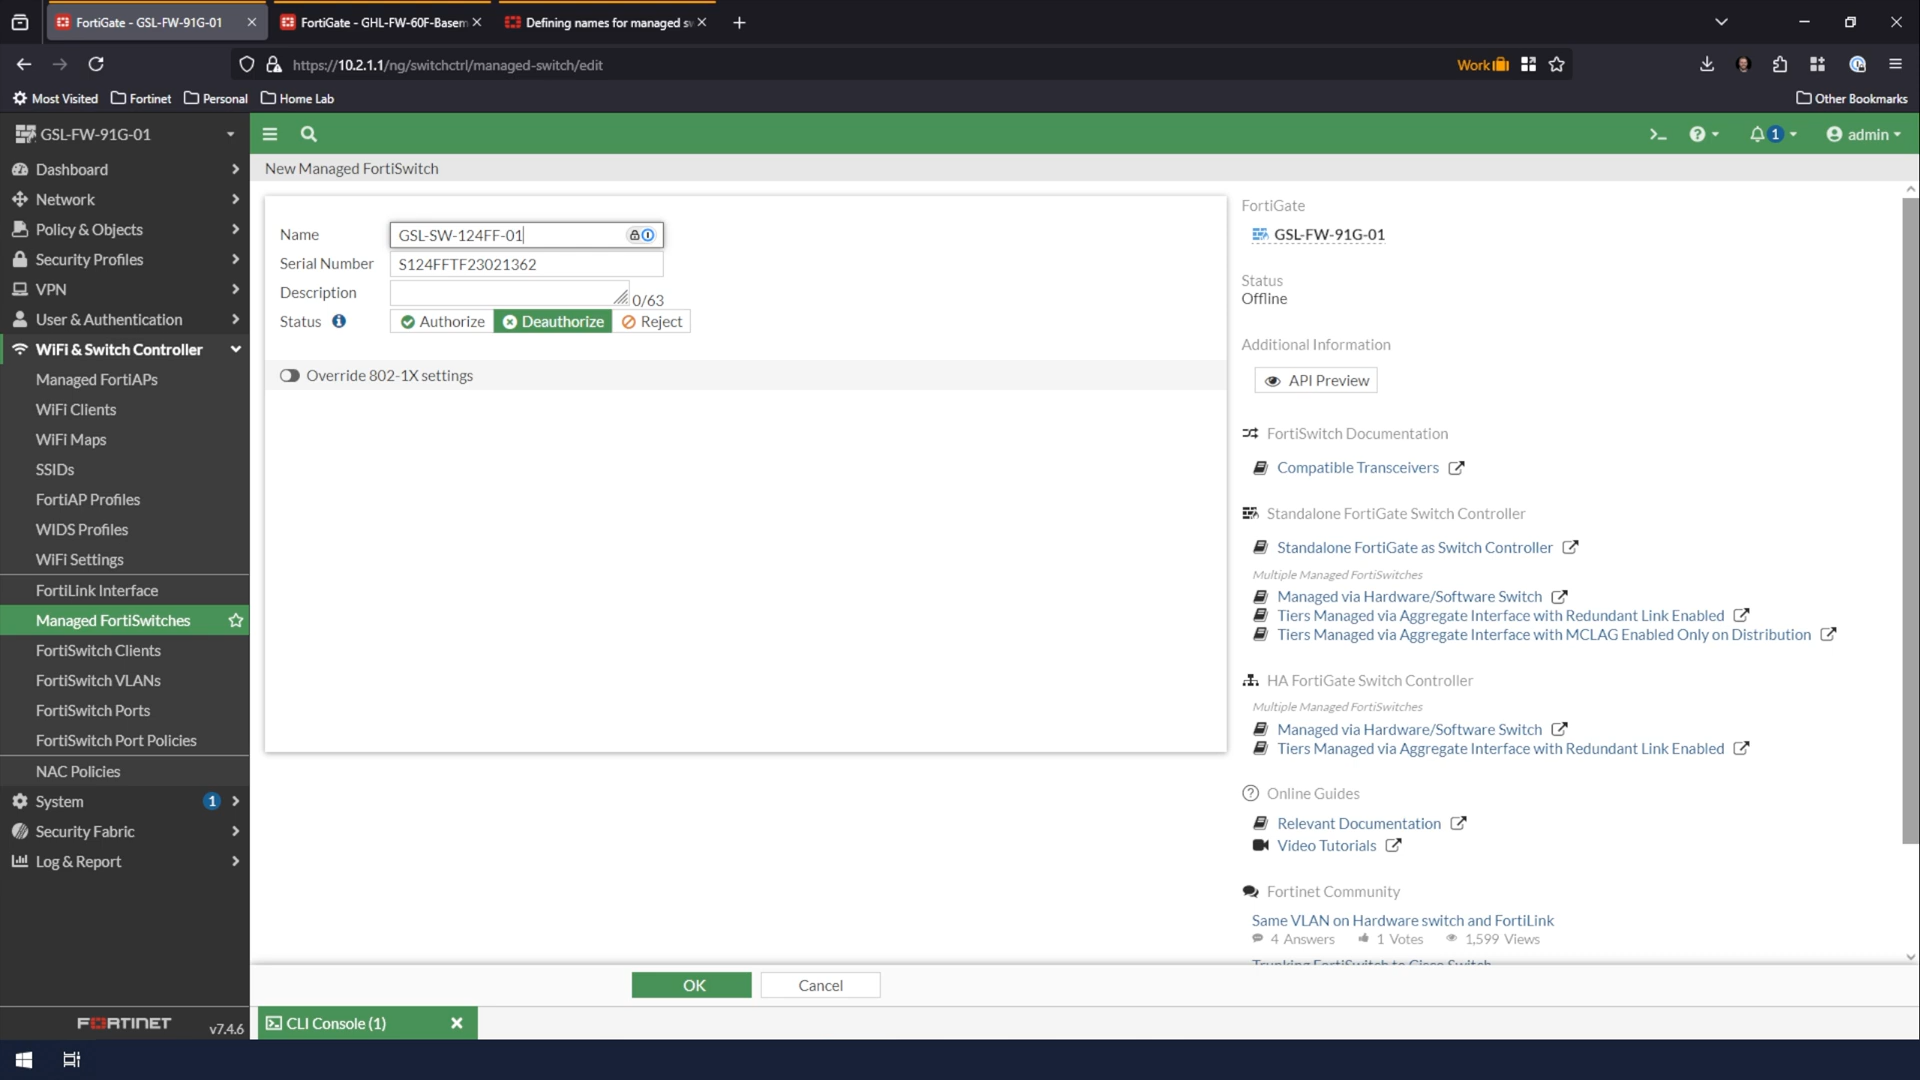 FortiGate - GSL-FW-91G-01
FortiGate - GHL-FW-60F-Basem
Defining names for managed sw
https://10.2.1.1/ng/switchctrl/managed-switch/edit
Work
Most Visited
Fortinet
Personal
Home Lab
Other Bookmarks
GSL-FW-91G-01
1
admin
Dashboard
Network
Policy & Objects
Security Profiles
VPN
User & Authentication
WiFi & Switch Controller
Managed FortiAPs
WiFi Clients
WiFi Maps
SSIDs
FortiAP Profiles
WIDS Profiles
WiFi Settings
FortiLink Interface
Managed FortiSwitches
FortiSwitch Clients
FortiSwitch VLANs
FortiSwitch Ports
FortiSwitch Port Policies
NAC Policies
System 1
Security Fabric
Log & Report
FORTINET v7.4.6
New Managed FortiSwitch
Name GSL-SW-124FF-01
Serial Number S124FFTF23021362
Description 0/63
Status Authorize Deauthorize Reject
Override 802-1X settings
FortiGate
GSL-FW-91G-01
Status
Offline
Additional Information
API Preview
FortiSwitch Documentation
Compatible Transceivers
Standalone FortiGate Switch Controller
Standalone FortiGate as Switch Controller
Multiple Managed FortiSwitches
Managed via Hardware/Software Switch
Tiers Managed via Aggregate Interface with Redundant Link Enabled
Tiers Managed via Aggregate Interface with MCLAG Enabled Only on Distribution
HA FortiGate Switch Controller
Multiple Managed FortiSwitches
Managed via Hardware/Software Switch
Tiers Managed via Aggregate Interface with Redundant Link Enabled
Online Guides
Relevant Documentation
Video Tutorials
Fortinet Community
Same VLAN on Hardware switch and FortiLink
4 Answers 1 Votes 1,599 Views
Trunking FortiSwitch to Cisco Switch
OK
Cancel
CLI Console (1)